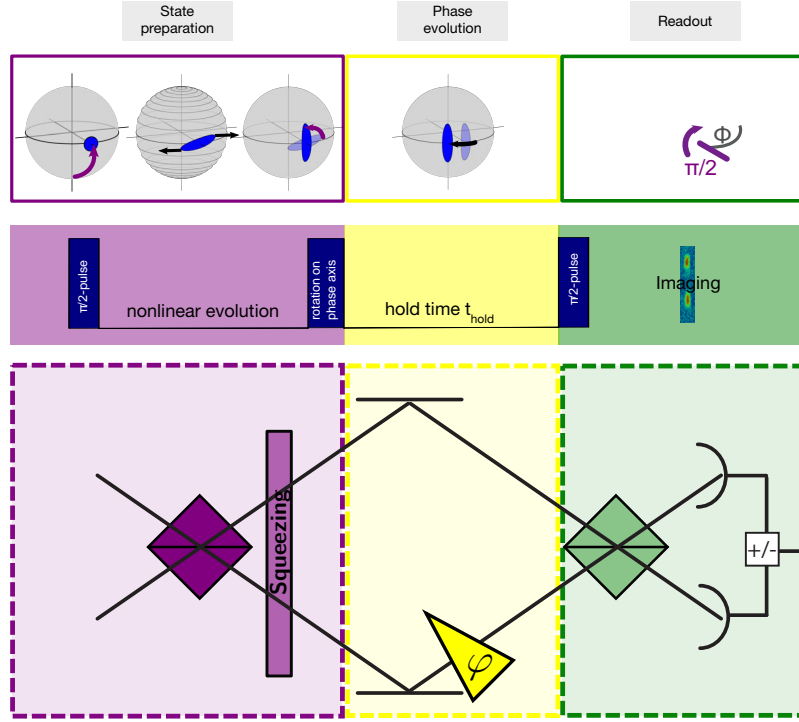 State
preparation
Phase
evolution
Readout
Φ
π/2
π/2-pulse
nonlinear evolution
rotation on
phase axis
hold time t_hold
π/2-pulse
Imaging
Squeezing
+/-
φ